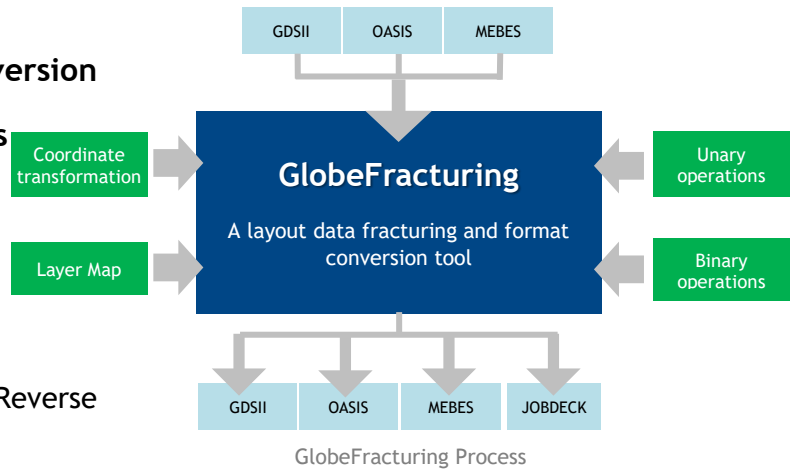 GDSII OASIS MEBES
version
s
Coordinate
transformation
Unary
operations
GlobeFracturing
A layout data fracturing and format
conversion tool
Layer Map
Binary
operations
Reverse
GDSII OASIS MEBES JOBDECK
GlobeFracturing Process